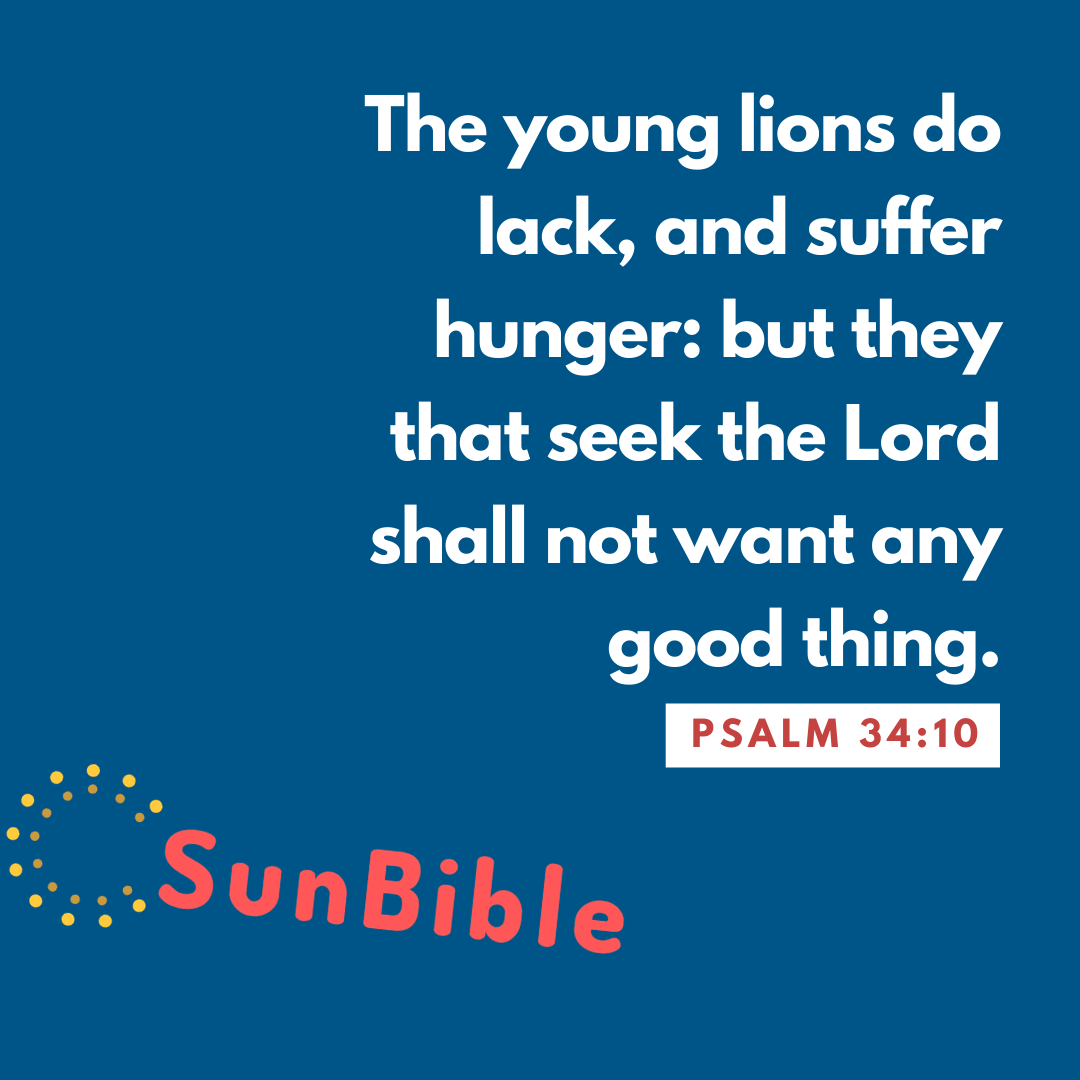 The young lions do
lack, and suffer
hunger: but they
that seek the Lord
shall not want any
good thing.
PSALM 34:10
SunBible